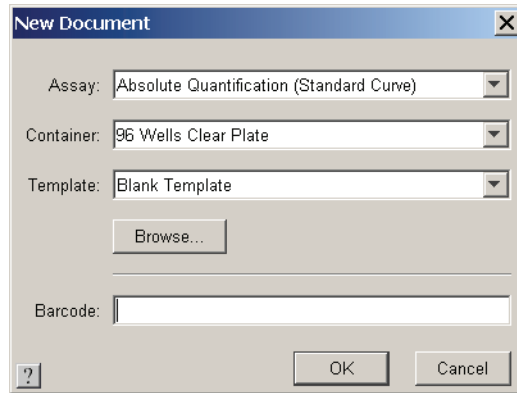 New Document
Assay: Absolute Quantification (Standard Curve)
Container: 96 Wells Clear Plate
Template: Blank Template
Browse...
Barcode:
? OK Cancel